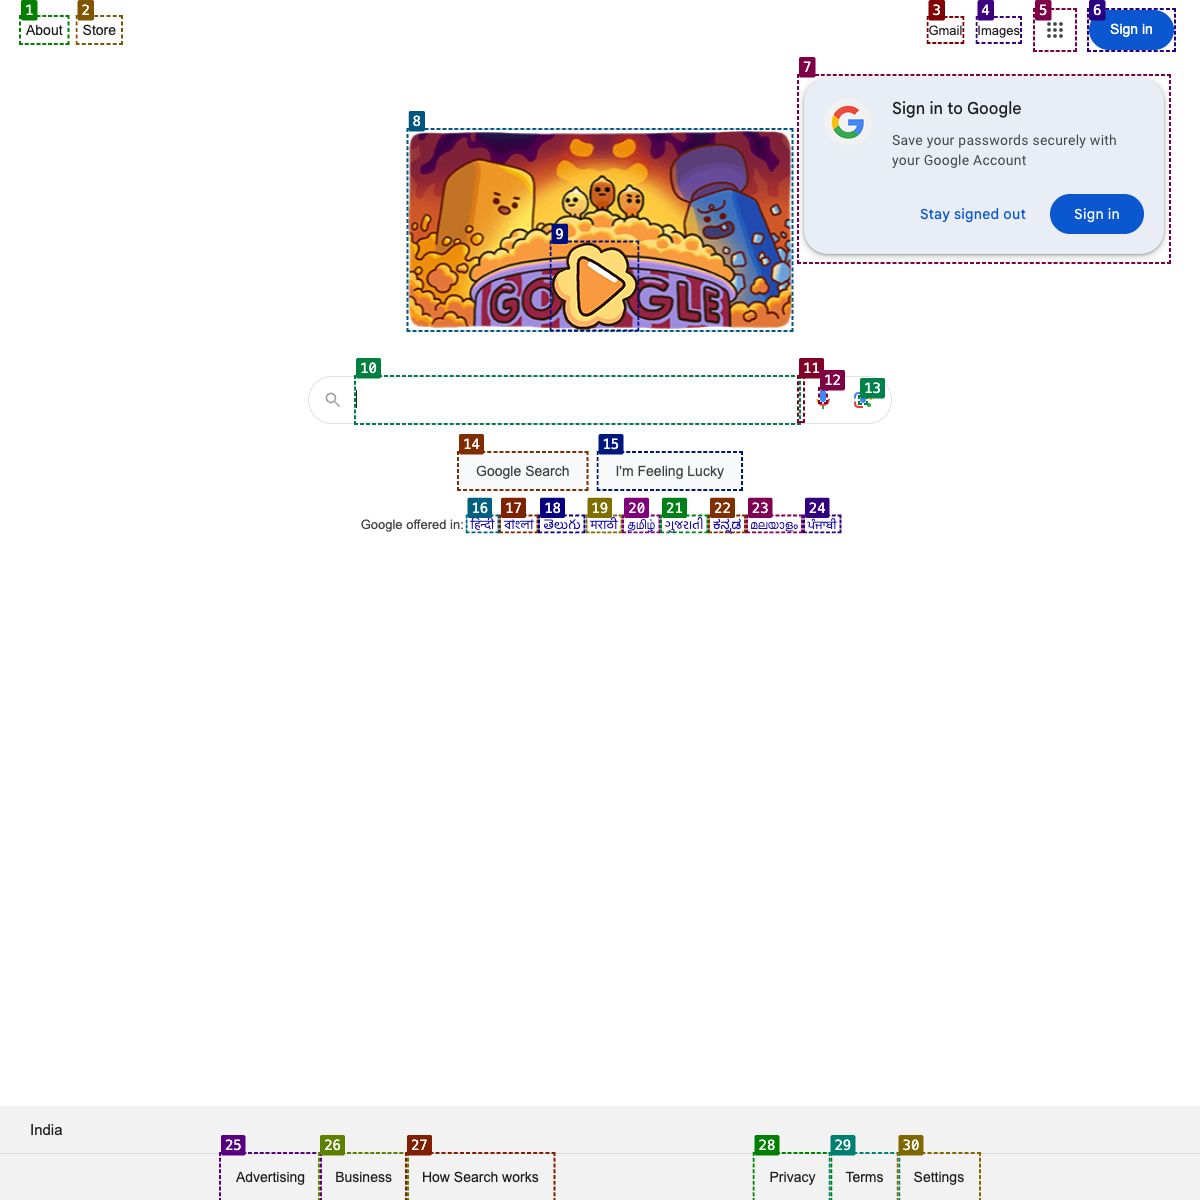 1
2
3
4
5
6
About
Store
Gmail
Images
Sign in
7
Sign in to Google
Save your passwords securely with
your Google Account
Stay signed out
Sign in
8
9
GO GLE
10
11
12
13
14
15
Google Search
I'm Feeling Lucky
16 17 18 19 20 21 22 23 24
Google offered in: हिन्दी বাংলা తెలుగు मराठी தமிழ் ગુજરાતી ಕನ್ನಡ മലയാളം ਪੰਜਾਬੀ
India
25
26
27
28
29
30
Advertising
Business
How Search works
Privacy
Terms
Settings